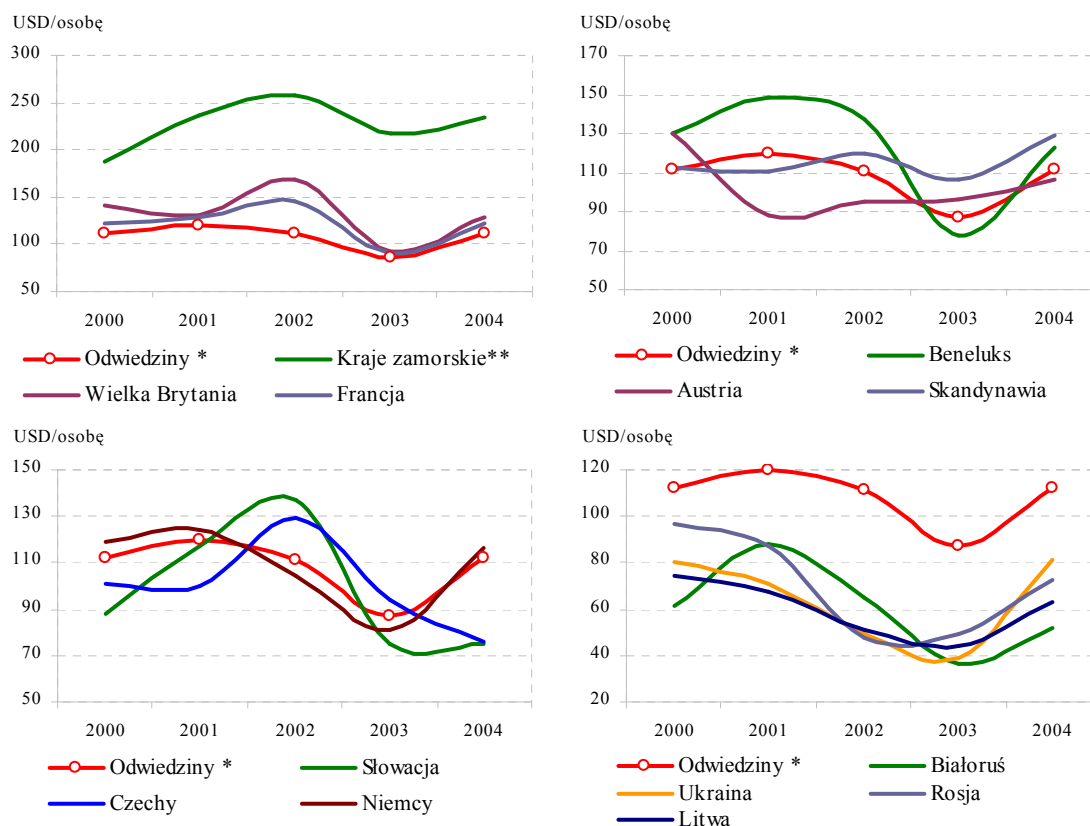 USD/osobę
300
250
200
150
100
50
2000 2001 2002 2003 2004
Odwiedziny * Kraje zamorskie**
Wielka Brytania Francja
USD/osobę
170
150
130
110
90
70
50
2000 2001 2002 2003 2004
Odwiedziny * Beneluks
Austria Skandynawia
USD/osobę
150
130
110
90
70
50
2000 2001 2002 2003 2004
Odwiedziny * Słowacja
Czechy Niemcy
USD/osobę
120
100
80
60
40
20
2000 2001 2002 2003 2004
Odwiedziny * Białoruś
Ukraina Rosja
Litwa